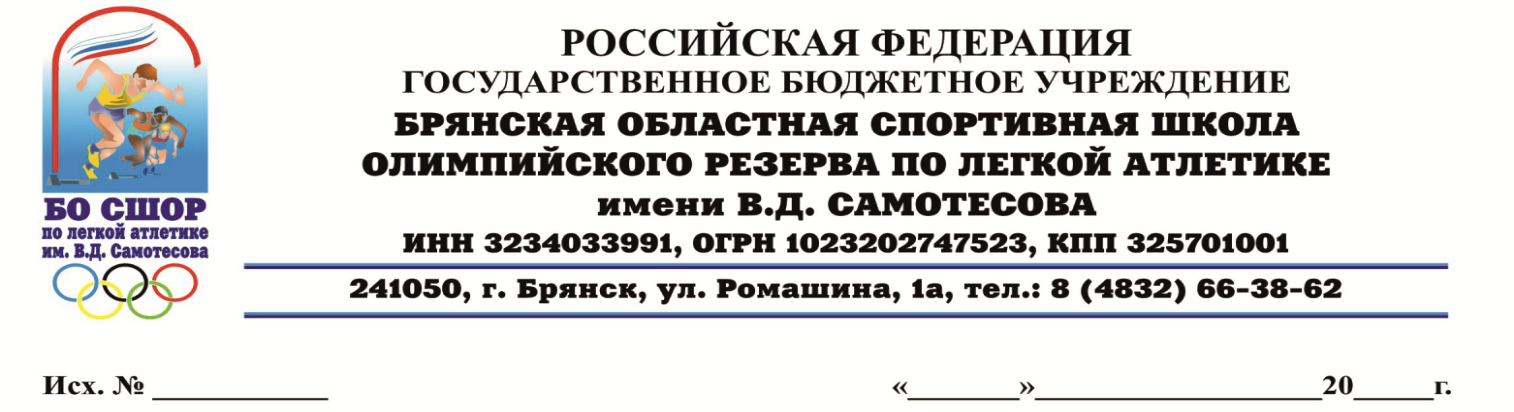 РОССИЙСКАЯ ФЕДЕРАЦИЯ
ГОСУДАРСТВЕННОЕ БЮДЖЕТНОЕ УЧРЕЖДЕНИЕ
БРЯНСКАЯ ОБЛАСТНАЯ СПОРТИВНАЯ ШКОЛА
ОЛИМПИЙСКОГО РЕЗЕРВА ПО ЛЕГКОЙ АТЛЕТИКЕ
имени В.Д. САМОТЕСОВА
ИНН 3234033991, ОГРН 1023202747523, КПП 325701001
241050, г. Брянск, ул. Ромашина, 1а, тел.: 8 (4832) 66-38-62
БО СШОР
по легкой атлетике
им. В.Д. Самотесова
Исх. № ____________ «_______»__________________20_____г.